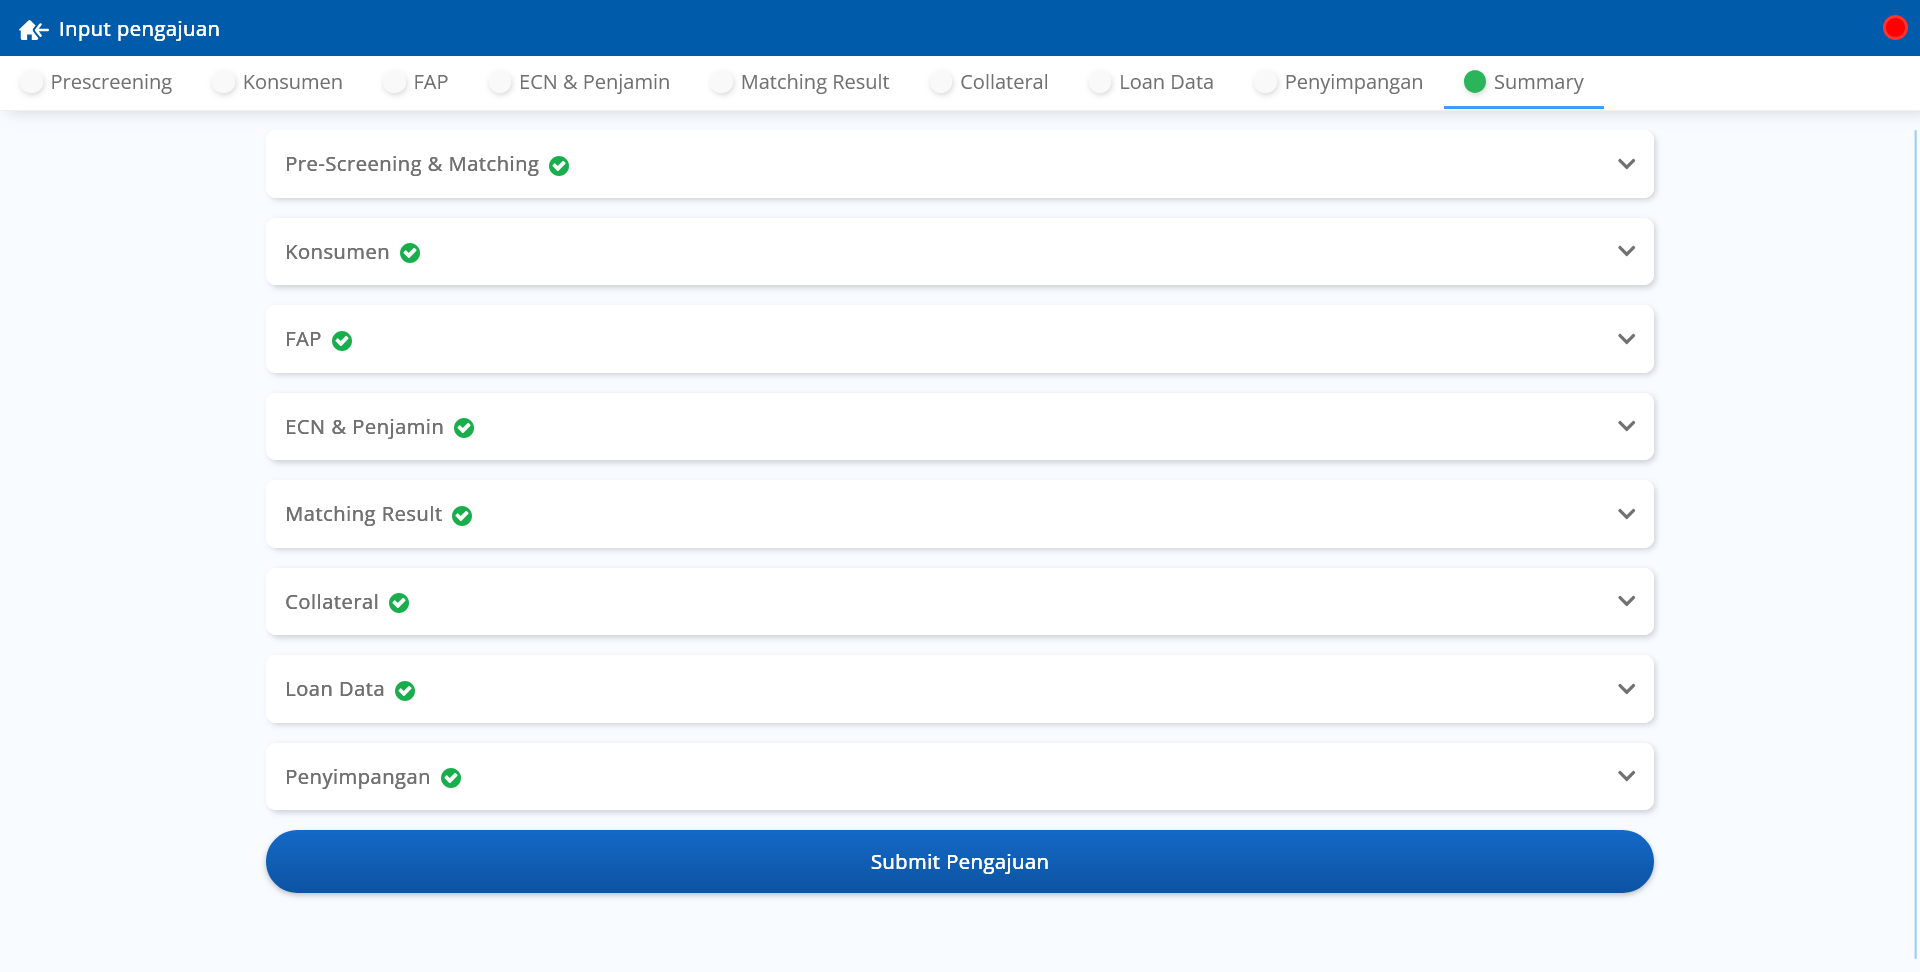 Input pengajuan
Prescreening Konsumen FAP ECN & Penjamin Matching Result Collateral Loan Data Penyimpangan Summary
Pre-Screening & Matching
Konsumen
FAP
ECN & Penjamin
Matching Result
Collateral
Loan Data
Penyimpangan
Submit Pengajuan